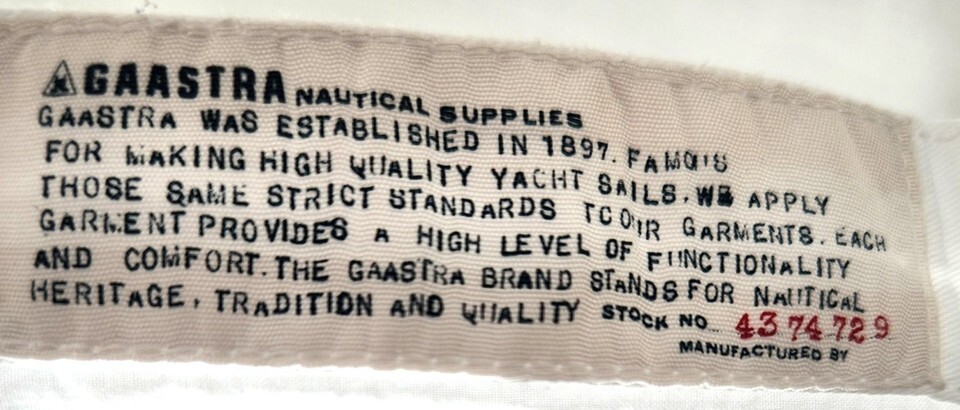 GAASTRA NAUTICAL SUPPLIES
GAASTRA WAS ESTABLISHED IN 1897. FAMOUS
FOR MAKING HIGH QUALITY YACHT SAILS, WE APPLY
THOSE SAME STRICT STANDARDS TO OUR GARMENTS. EACH
GARMENT PROVIDES A HIGH LEVEL OF FUNCTIONALITY
AND COMFORT. THE GAASTRA BRAND STANDS FOR NAUTICAL
HERITAGE, TRADITION AND QUALITY STOCK NO. 4374729
MANUFACTURED BY